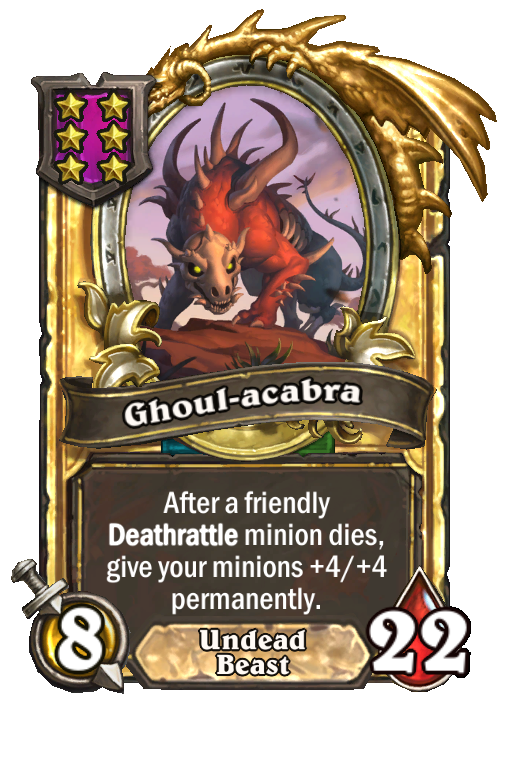 Ghoul-acabra
After a friendly
Deathrattle minion dies,
give your minions +4/+4
permanently.
8
Undead
Beast
22